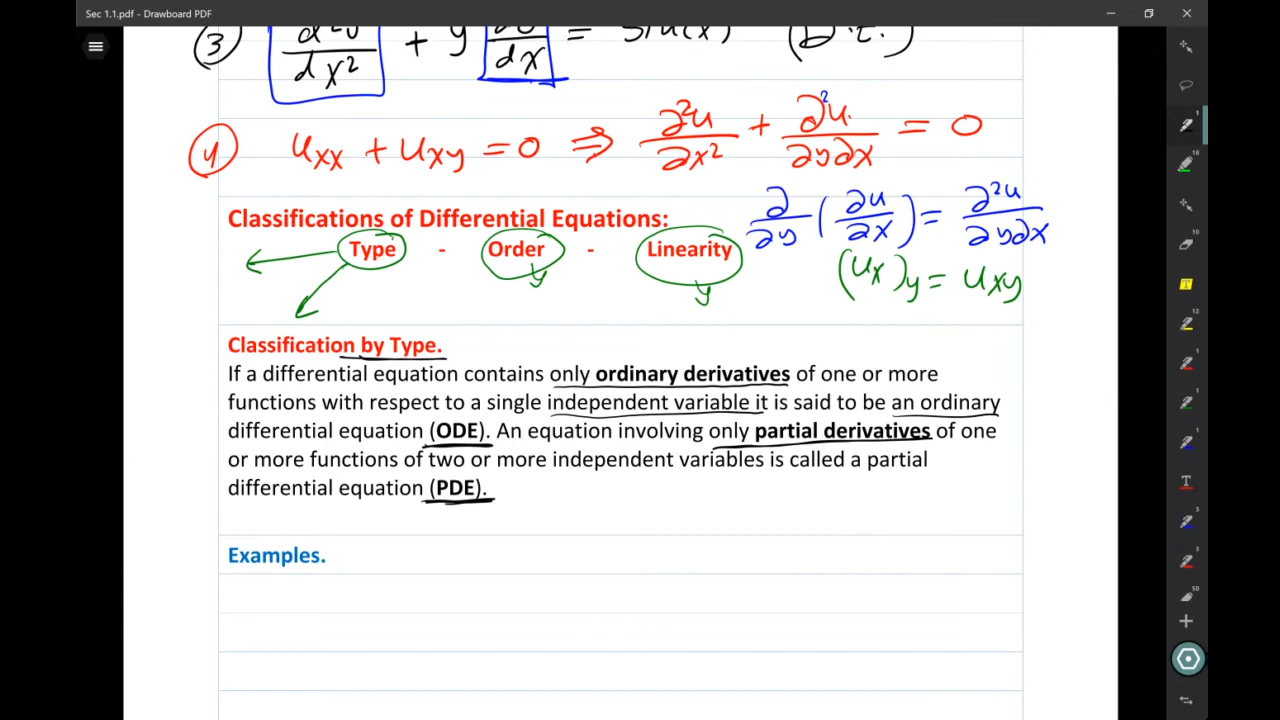 Sec 1.1.pdf - Drawboard PDF
③ d²y/dx² + y dy/dx = sin(x) (D.E.)
④ uxx + uxy = 0 ⇒ ∂²u/∂x² + ∂²u/∂y∂x = 0
Classifications of Differential Equations:
∂/∂y (∂u/∂x) = ∂²u/∂y∂x
Type - Order - Linearity
(ux)y = uxy
Classification by Type.
If a differential equation contains only ordinary derivatives of one or more
functions with respect to a single independent variable it is said to be an ordinary
differential equation (ODE). An equation involving only partial derivatives of one
or more functions of two or more independent variables is called a partial
differential equation (PDE).
Examples.